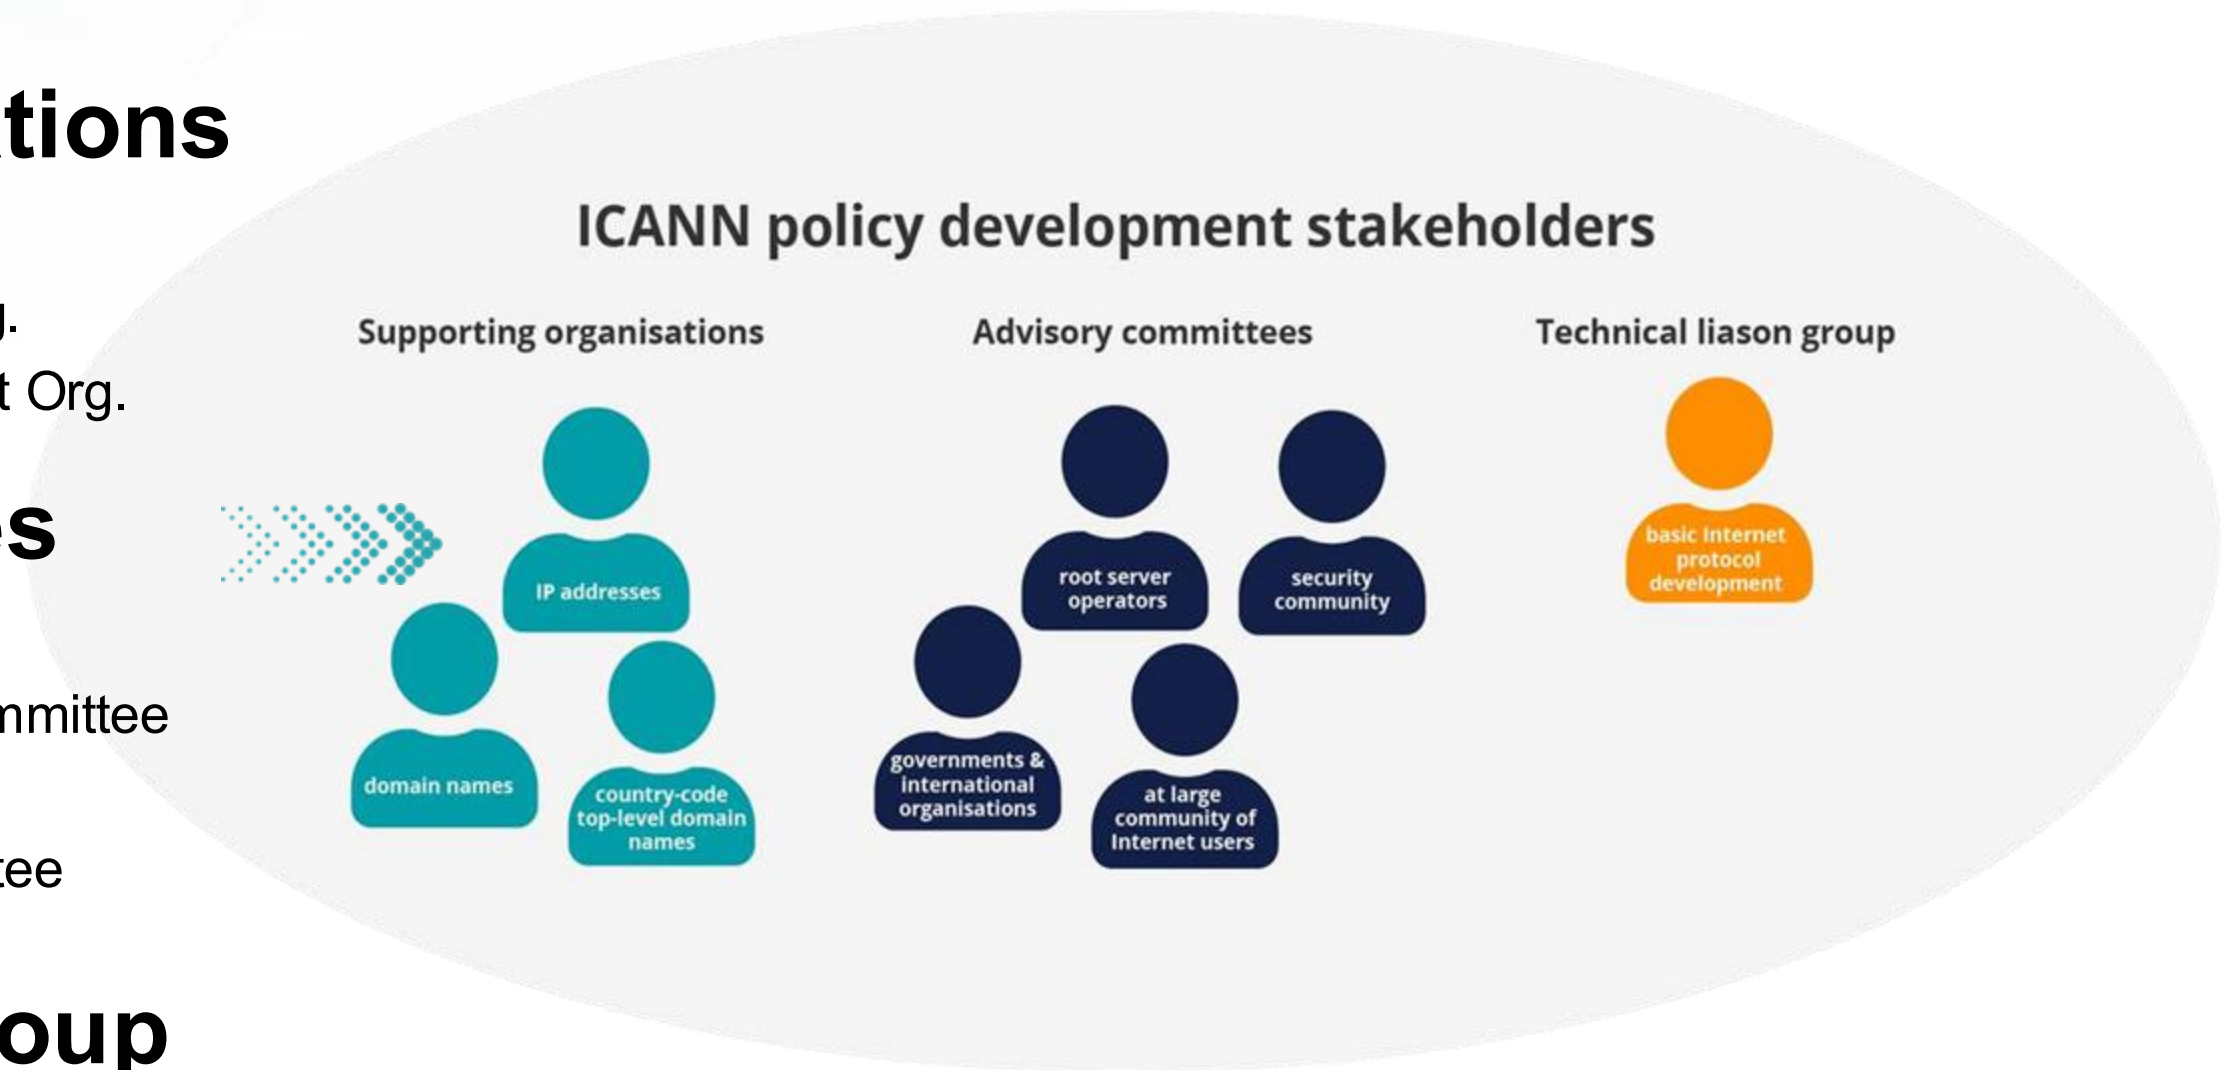 tions
ICANN policy development stakeholders
g.
t Org.
es
mmittee
tee
oup
Supporting organisations
IP addresses
domain names
country-code
top-level domain
names
Advisory committees
root server
operators
security
community
governments &
international
organisations
at large
community of
Internet users
Technical liason group
basic Internet
protocol
development